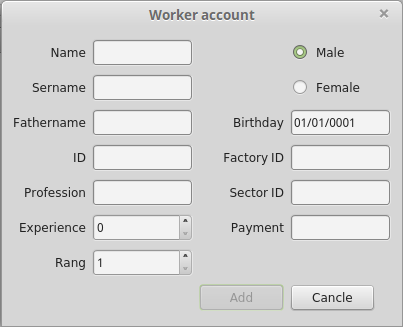 Worker account
Name Male
Sername Female
Fathername Birthday 01/01/0001
ID Factory ID
Profession Sector ID
Experience 0 Payment
Rang 1
Add Cancle